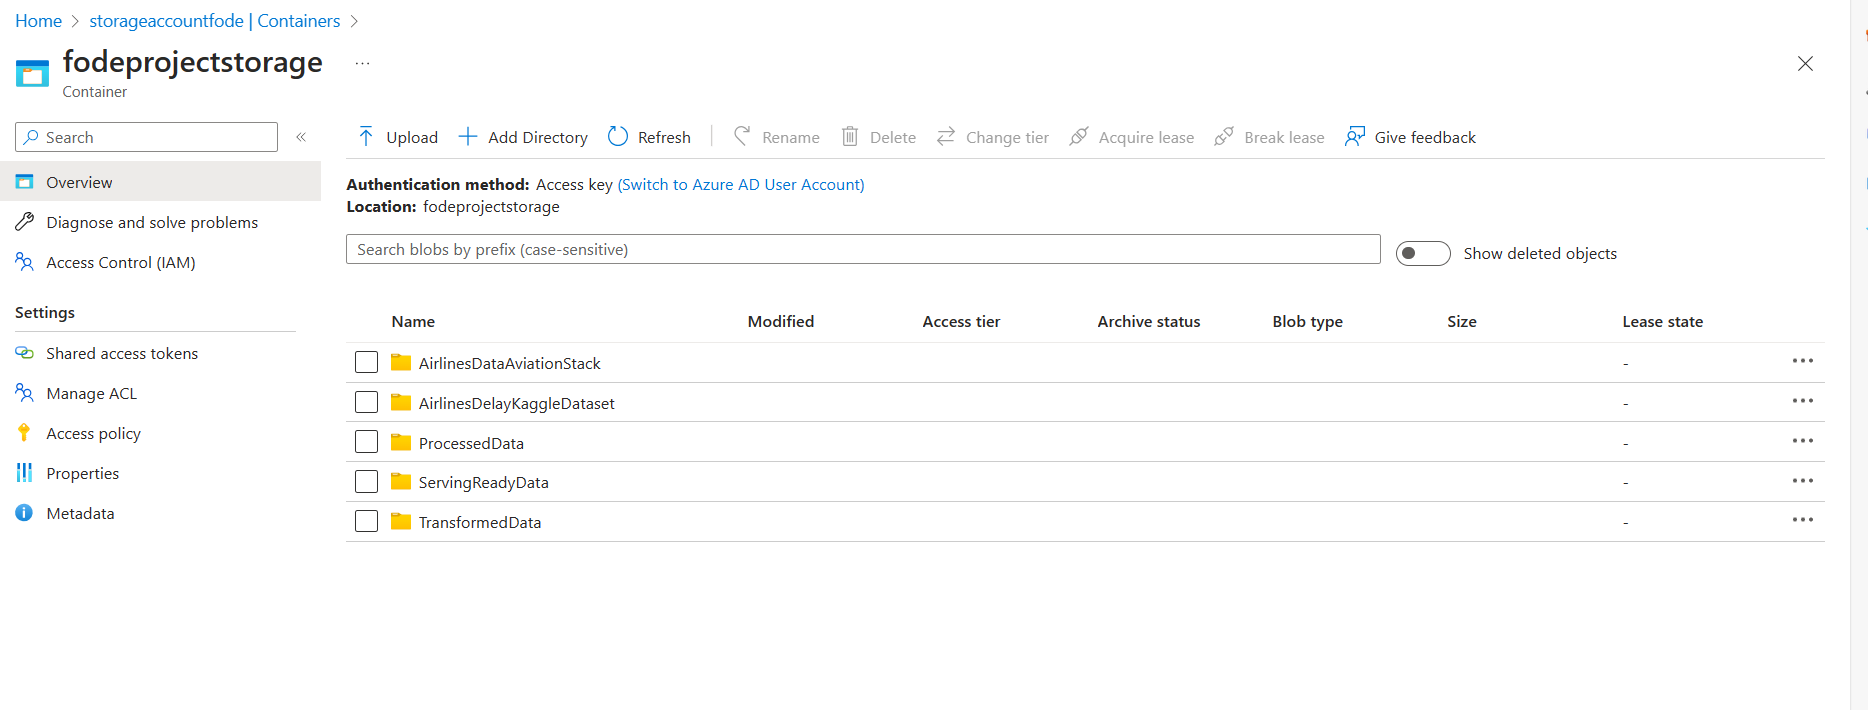 Home > storageaccountfode | Containers >
fodeprojectstorage ...
Container
Search «
Upload Add Directory Refresh Rename Delete Change tier Acquire lease Break lease Give feedback
Overview
Diagnose and solve problems
Access Control (IAM)
Settings
Shared access tokens
Manage ACL
Access policy
Properties
Metadata
Authentication method: Access key (Switch to Azure AD User Account)
Location: fodeprojectstorage
Search blobs by prefix (case-sensitive)
Show deleted objects
Name Modified Access tier Archive status Blob type Size Lease state
AirlinesDataAviationStack - ...
AirlinesDelayKaggleDataset - ...
ProcessedData - ...
ServingReadyData - ...
TransformedData - ...